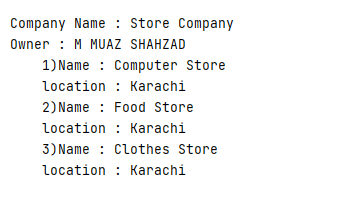 Company Name : Store Company
Owner : M MUAZ SHAHZAD
    1)Name : Computer Store
    location : Karachi
    2)Name : Food Store
    location : Karachi
    3)Name : Clothes Store
    location : Karachi